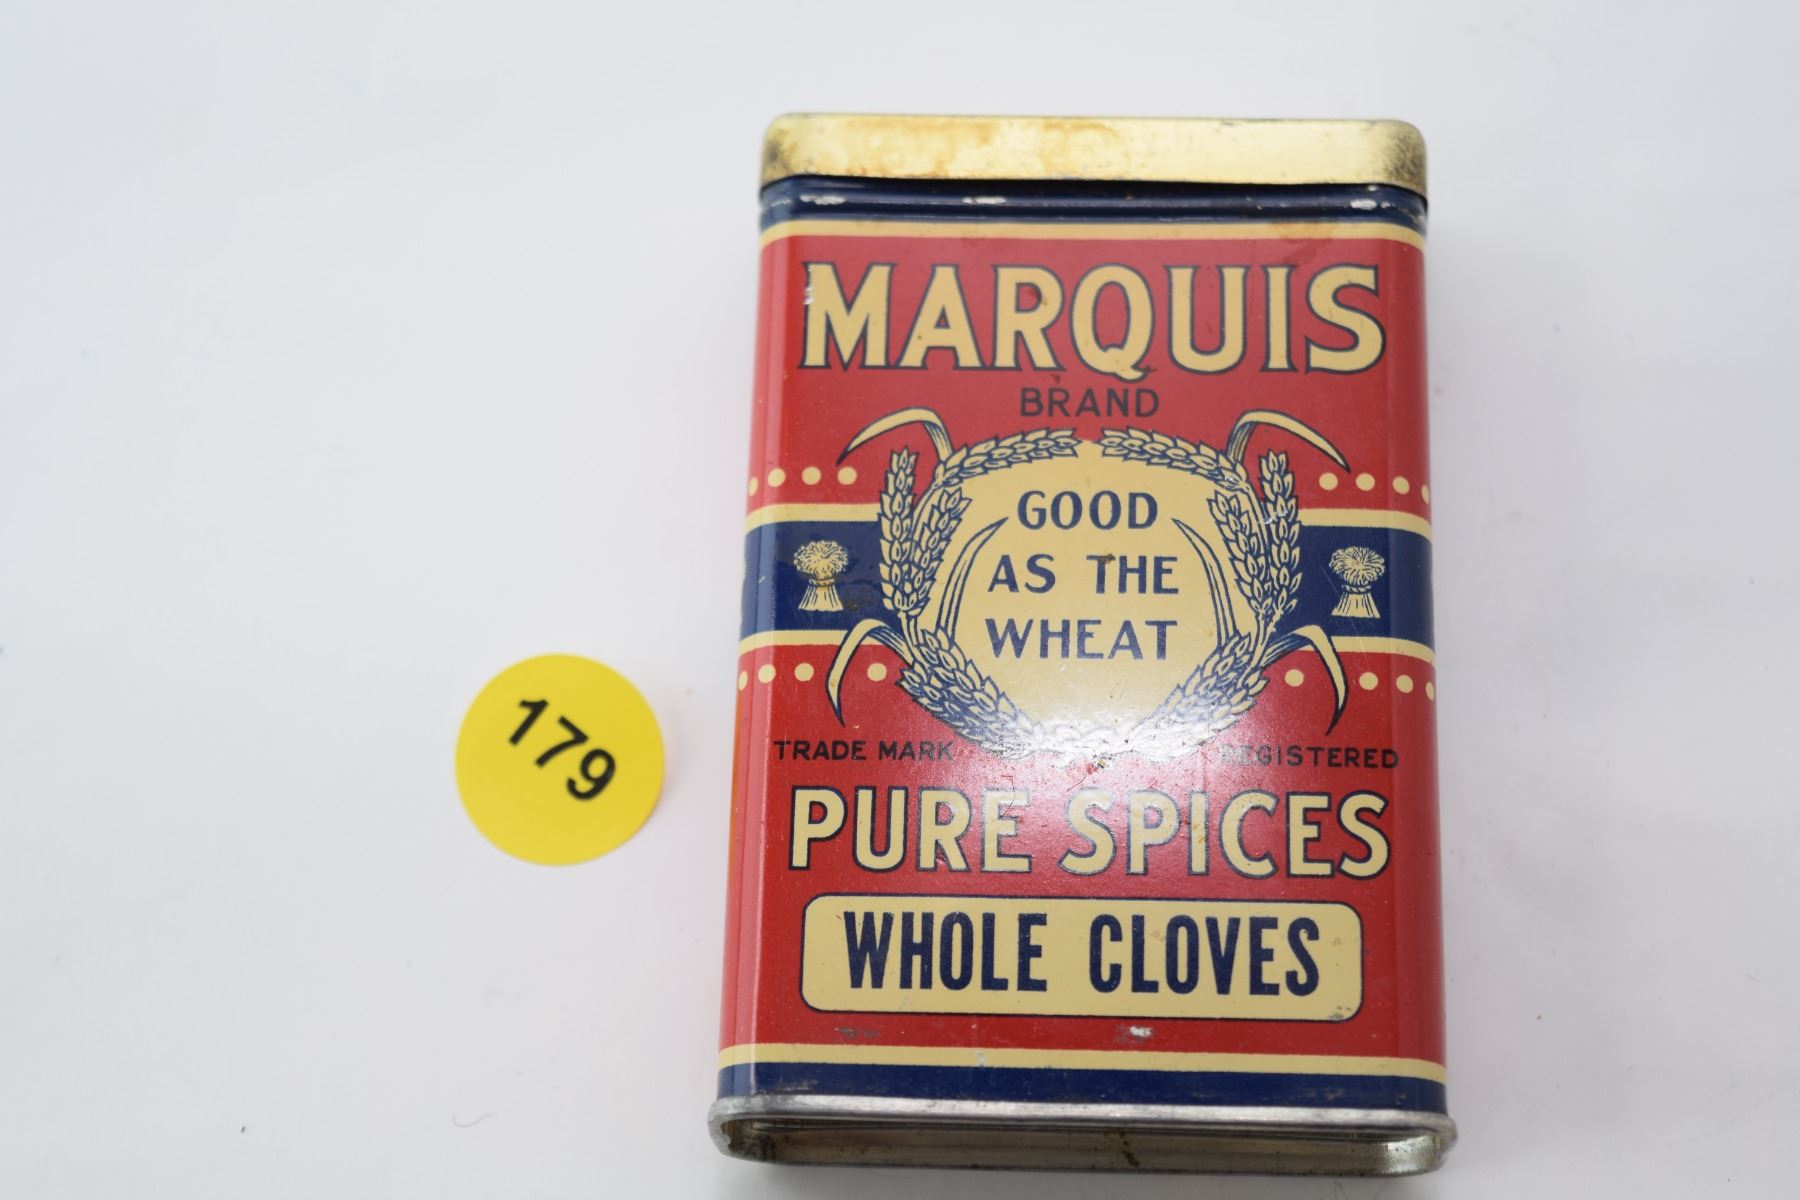 MARQUIS
BRAND
GOOD
AS THE
WHEAT
TRADE MARK REGISTERED
PURE SPICES
WHOLE CLOVES
179